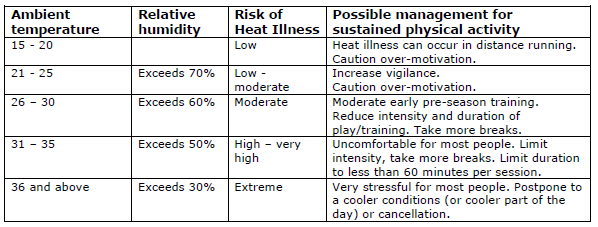 Ambient temperature | Relative humidity | Risk of Heat Illness | Possible management for sustained physical activity
15 - 20 | | Low | Heat illness can occur in distance running. Caution over-motivation.
21 - 25 | Exceeds 70% | Low - moderate | Increase vigilance. Caution over-motivation.
26 – 30 | Exceeds 60% | Moderate | Moderate early pre-season training. Reduce intensity and duration of play/training. Take more breaks.
31 – 35 | Exceeds 50% | High – very high | Uncomfortable for most people. Limit intensity, take more breaks. Limit duration to less than 60 minutes per session.
36 and above | Exceeds 30% | Extreme | Very stressful for most people. Postpone to a cooler conditions (or cooler part of the day) or cancellation.